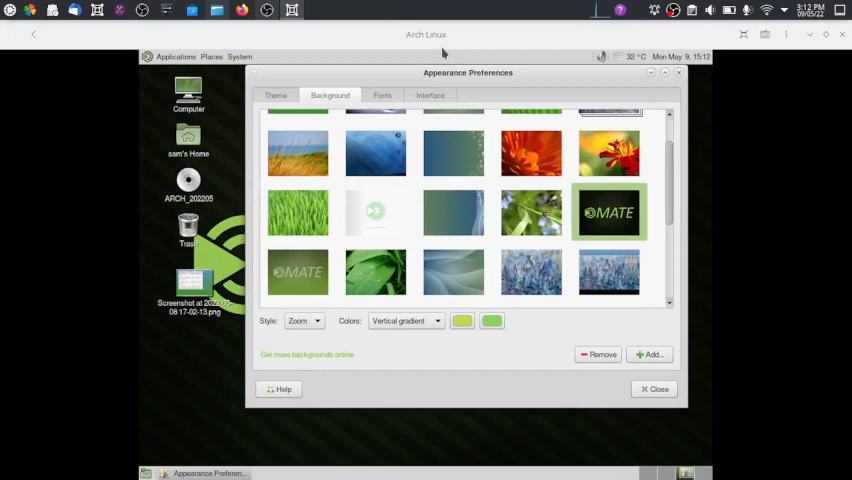 3:12 PM
09/05/22
Arch Linux
Applications Places System
32 °C Mon May 9, 15:12
Appearance Preferences
Theme Background Fonts Interface
Computer
sam's Home
ARCH_202205
Trash
Screenshot at 2022-05-
08 17-02-13.png
MATE
MATE
Style: Zoom Colors: Vertical gradient
Get more backgrounds online
Remove Add...
Help Close
Appearance Preferen...